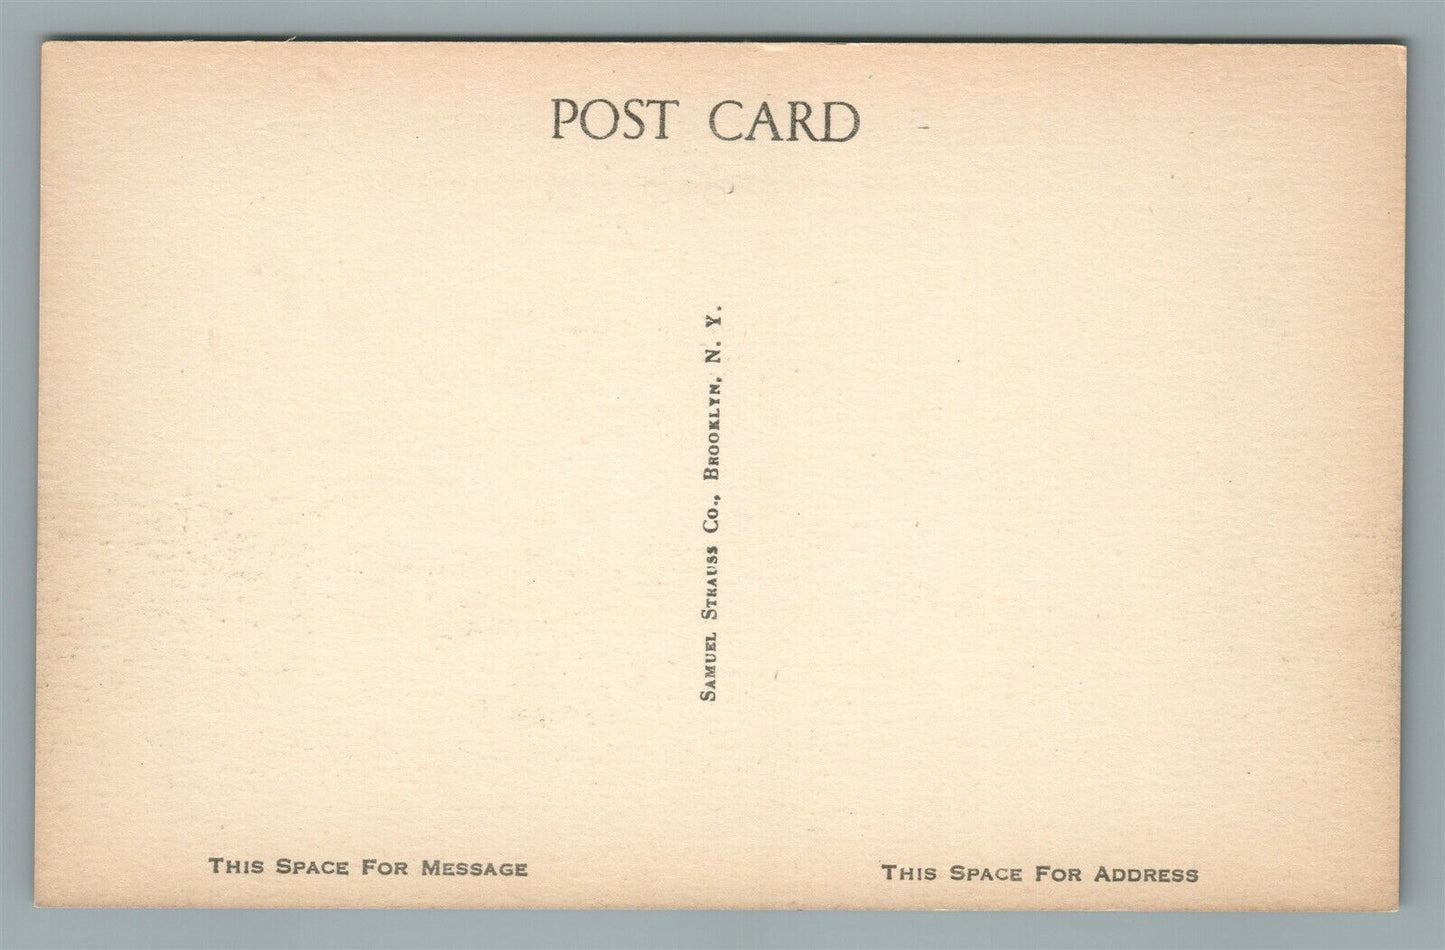 POST CARD
Samuel Strauss Co., Brooklyn, N. Y.
This Space For Message
This Space For Address